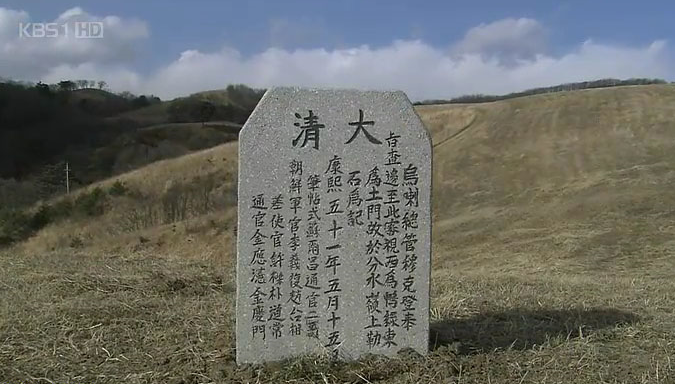 KBS1 HD
大清
烏喇總管穆克登奉
旨查邊至此審視西爲鴨綠東
爲土門故於分水嶺上勒
石爲記
康熙五十一年五月十五日
筆帖式蘇爾昌通官二哥
朝鮮軍官李義復趙台相
差使官許樑朴道常
通官金應瀗金慶門